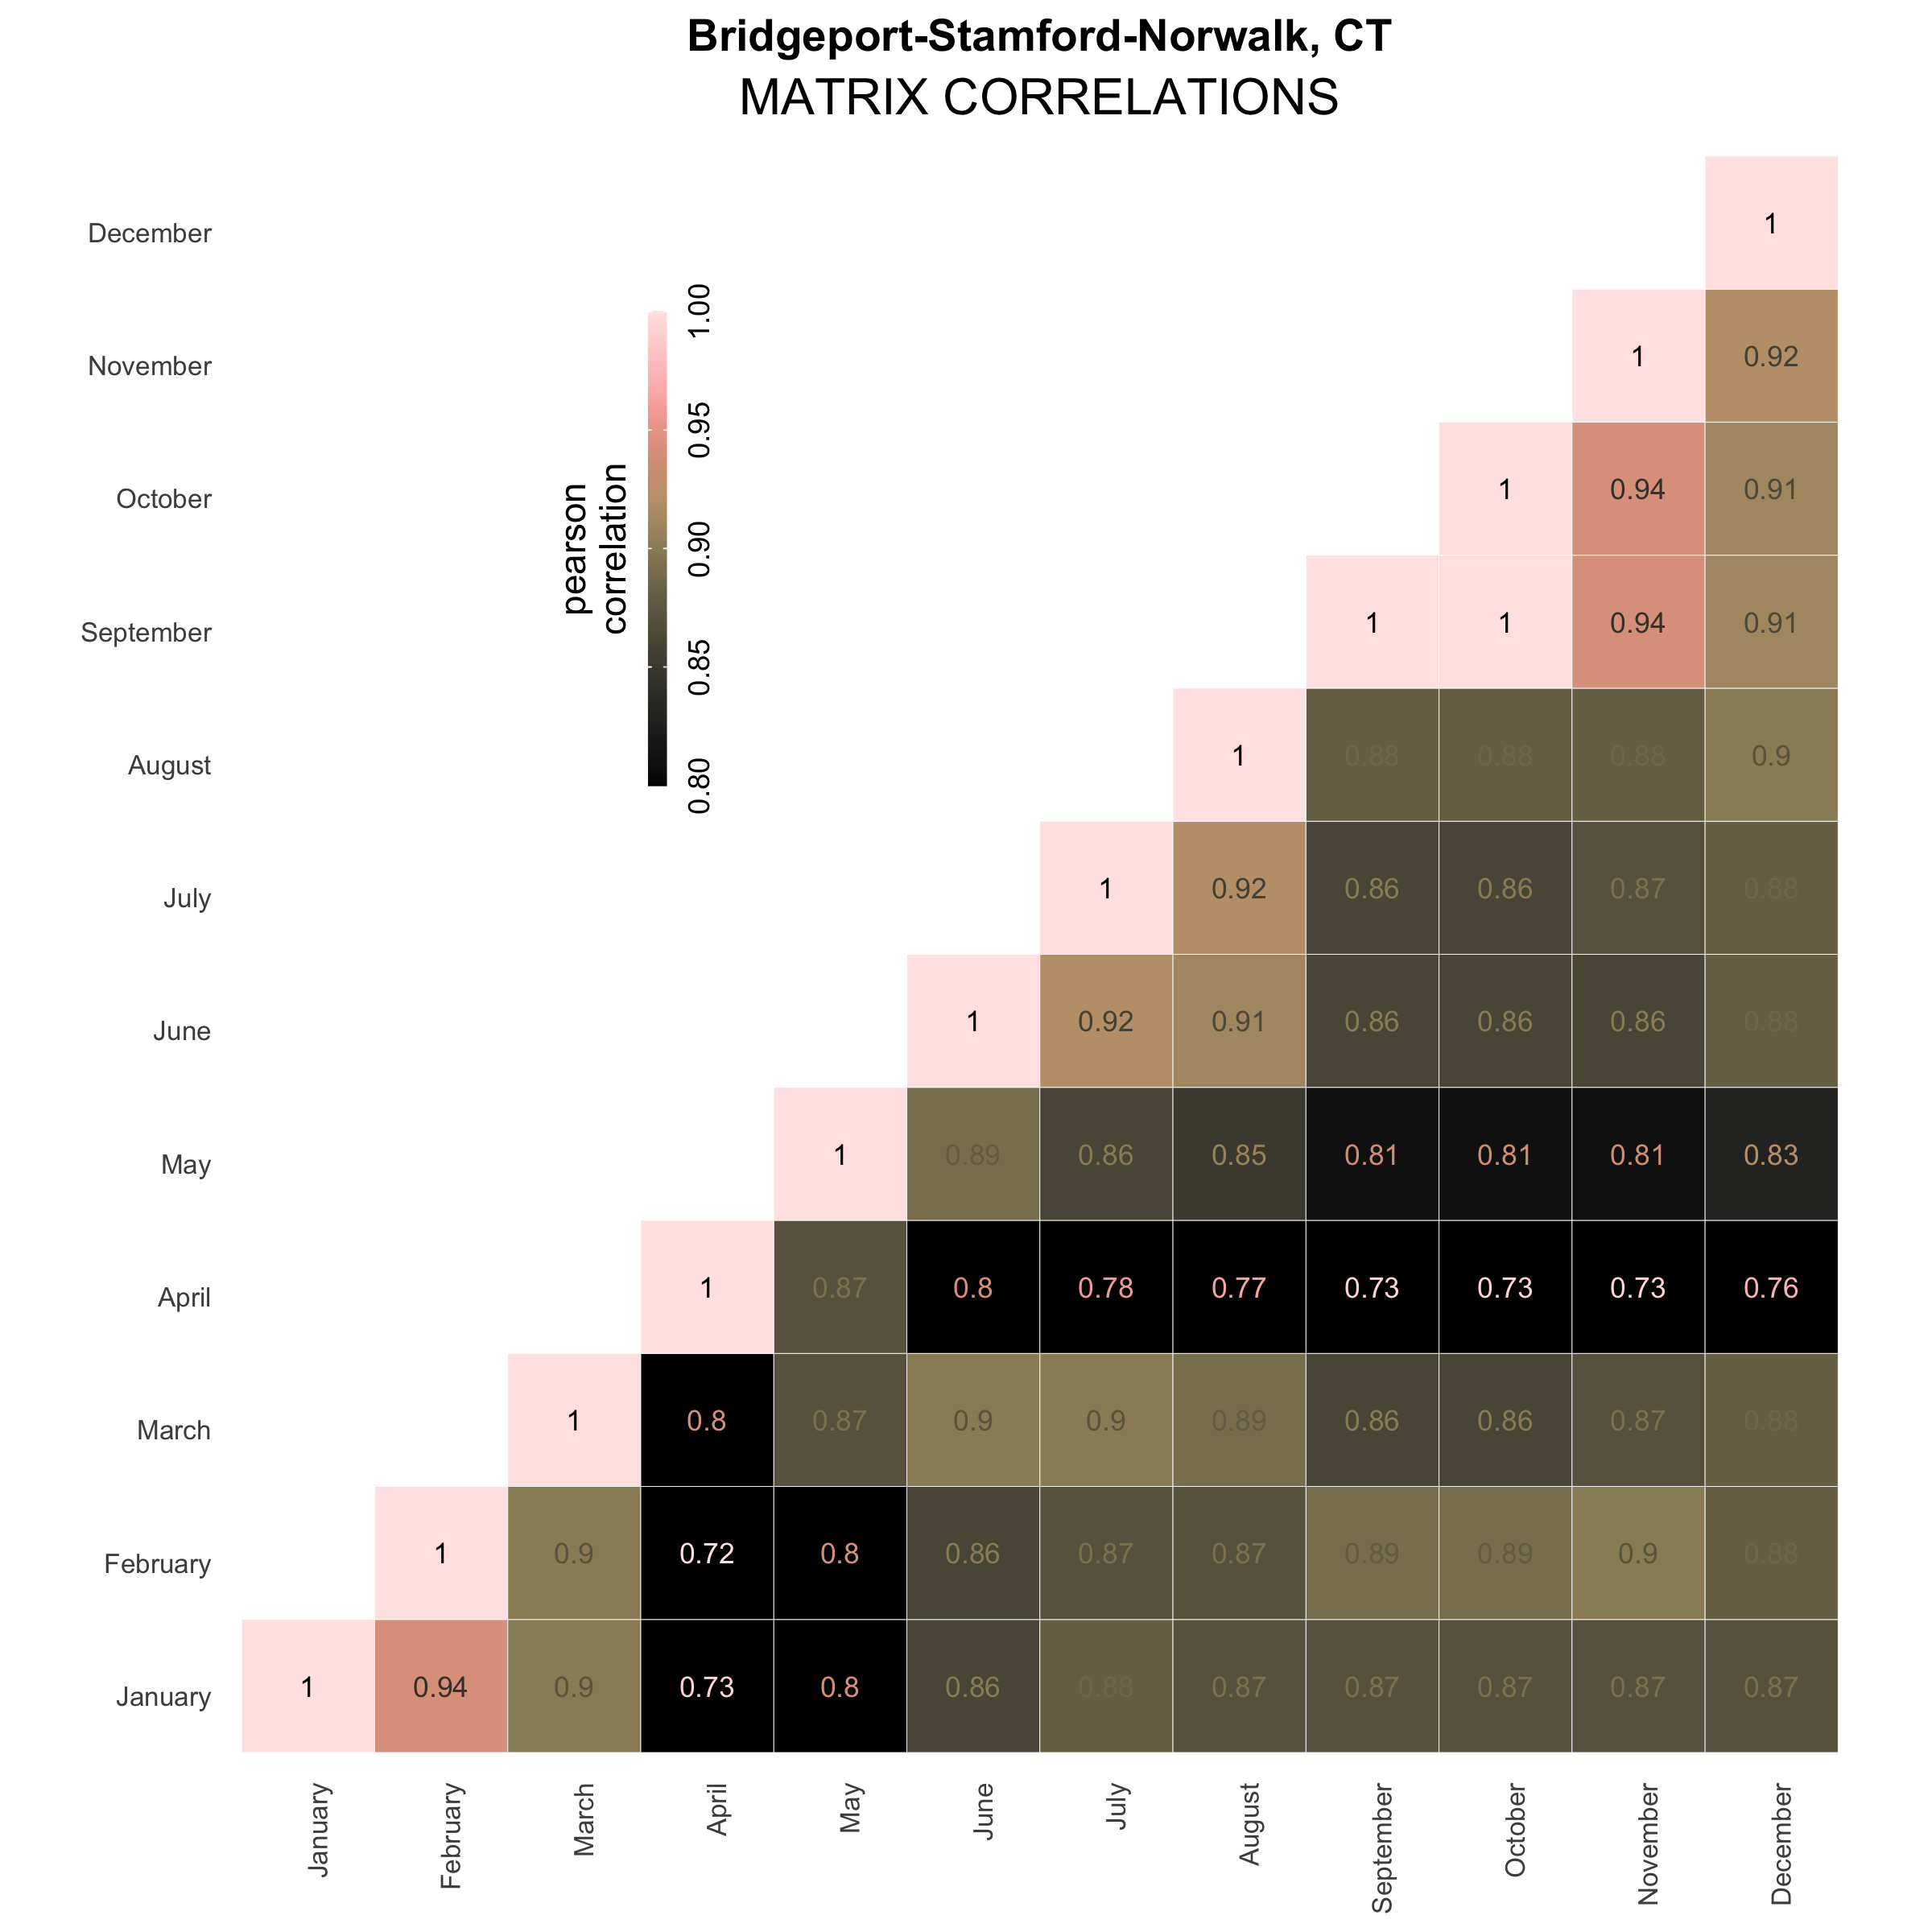 Bridgeport-Stamford-Norwalk, CT
MATRIX CORRELATIONS
pearson
correlation
1.00
0.95
0.90
0.85
0.80
December 1
November 1 0.92
October 1 0.94 0.91
September 1 1 0.94 0.91
August 1 0.88 0.88 0.88 0.9
July 1 0.92 0.86 0.86 0.87 0.88
June 1 0.92 0.91 0.86 0.86 0.86 0.88
May 1 0.89 0.86 0.85 0.81 0.81 0.81 0.83
April 1 0.87 0.8 0.78 0.77 0.73 0.73 0.73 0.76
March 1 0.8 0.87 0.9 0.9 0.89 0.86 0.86 0.87 0.88
February 1 0.9 0.72 0.8 0.86 0.87 0.87 0.89 0.89 0.9 0.88
January 1 0.94 0.9 0.73 0.8 0.86 0.88 0.87 0.87 0.87 0.87 0.87
January February March April May June July August September October November December